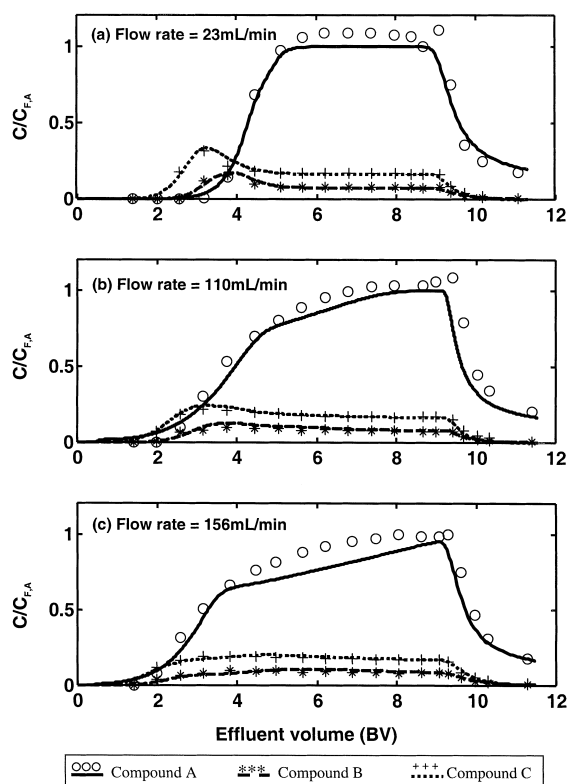 (a) Flow rate = 23mL/min
C/C_F,A
1
0.5
0
0 2 4 6 8 10 12
(b) Flow rate = 110mL/min
C/C_F,A
1
0.5
0
0 2 4 6 8 10 12
(c) Flow rate = 156mL/min
C/C_F,A
1
0.5
0
0 2 4 6 8 10 12
Effluent volume (BV)
Compound A Compound B Compound C